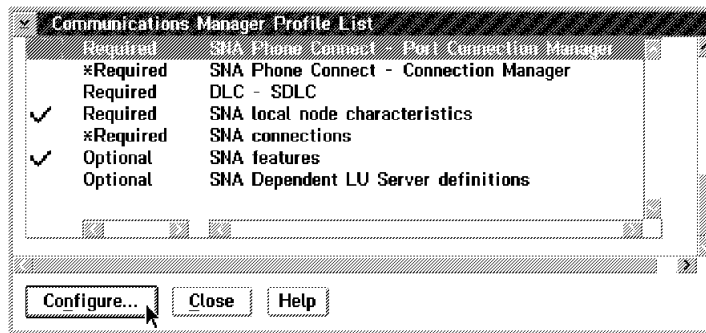 Communications Manager Profile List
Required SNA Phone Connect - Port Connection Manager
*Required SNA Phone Connect - Connection Manager
Required DLC - SDLC
Required SNA local node characteristics
*Required SNA connections
Optional SNA features
Optional SNA Dependent LU Server definitions
Configure... Close Help